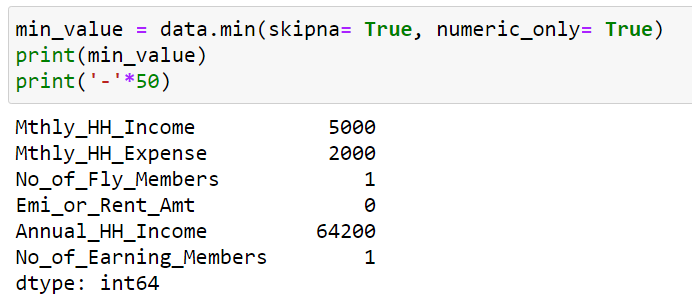 min_value = data.min(skipna= True, numeric_only= True)
print(min_value)
print('-'*50)
Mthly_HH_Income 5000
Mthly_HH_Expense 2000
No_of_Fly_Members 1
Emi_or_Rent_Amt 0
Annual_HH_Income 64200
No_of_Earning_Members 1
dtype: int64